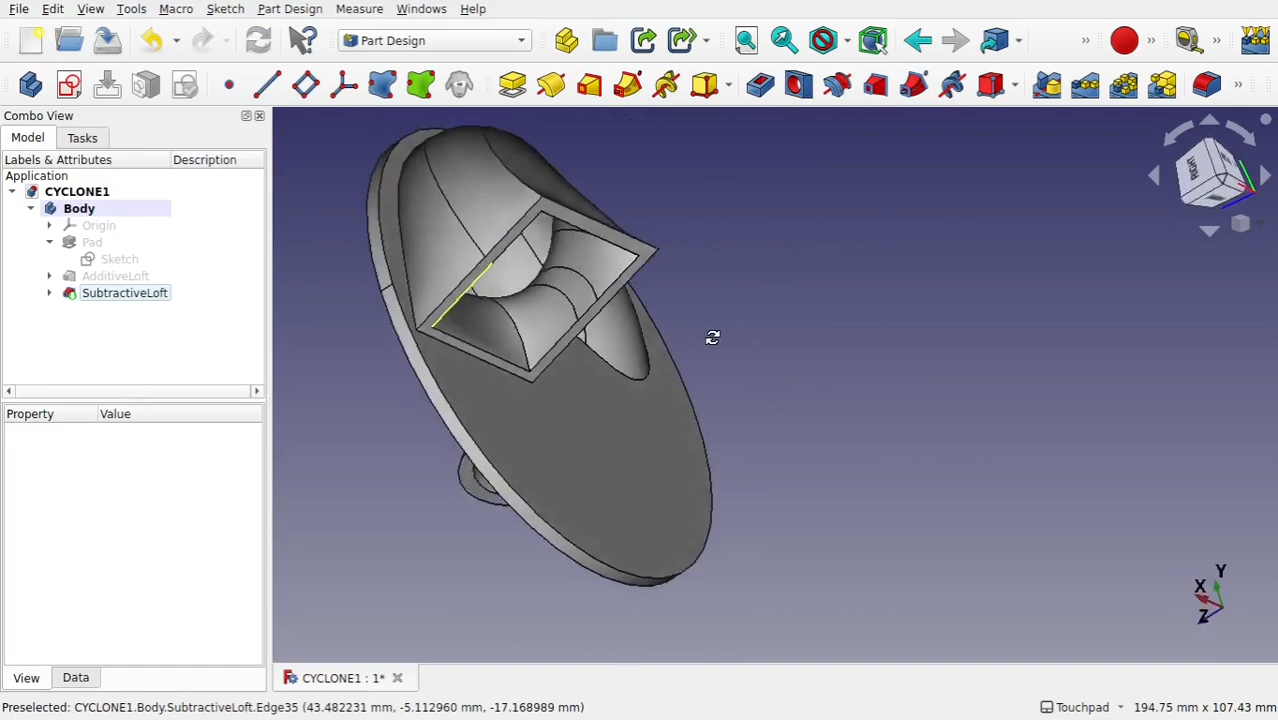 File Edit View Tools Macro Sketch Part Design Measure Windows Help
Part Design
Combo View
Model Tasks
Labels & Attributes Description
Application
CYCLONE1
Body
Origin
Pad
Sketch
AdditiveLoft
SubtractiveLoft
Property Value
View Data
RIGHT
Y
X
Z
CYCLONE1 : 1*
Preselected: CYCLONE1.Body.SubtractiveLoft.Edge35 (43.482231 mm, -5.112960 mm, -17.168989 mm)
Touchpad 194.75 mm x 107.43 mm